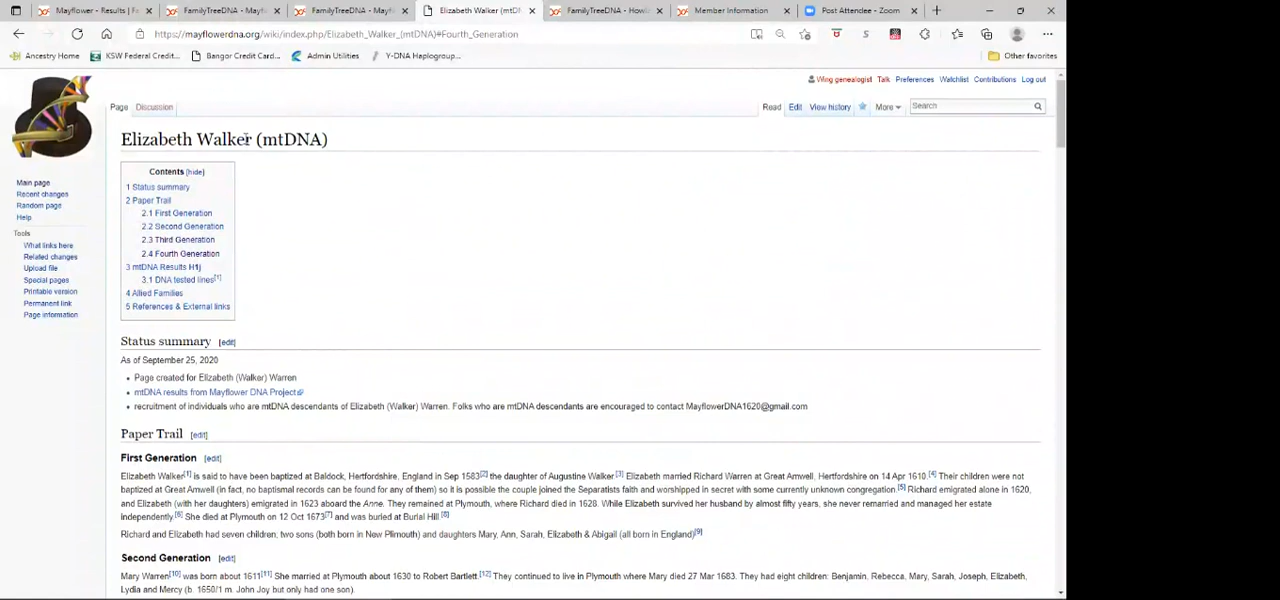 Mayflower - Results | F
FamilyTreeDNA - Mayf
FamilyTreeDNA - Mayf
Elizabeth Walker (mtD
FamilyTreeDNA - Howl
Member Information
Post Attendee - Zoom
https://mayflowerdna.org/wiki/index.php/Elizabeth_Walker_(mtDNA)#Fourth_Generation
Ancestry Home KSW Federal Credit... Bangor Credit Card... Admin Utilities Y-DNA Haplogroup... Other favorites
Wing genealogist Talk Preferences Watchlist Contributions Log out
Page Discussion Read Edit View history More Search
Elizabeth Walker (mtDNA)
Main page
Recent changes
Random page
Help
Tools
What links here
Related changes
Upload file
Special pages
Printable version
Permanent link
Page information
Contents [hide]
1 Status summary
2 Paper Trail
2.1 First Generation
2.2 Second Generation
2.3 Third Generation
2.4 Fourth Generation
3 mtDNA Results H1j
3.1 DNA tested lines[1]
4 Allied Families
5 References & External links
Status summary [edit]
As of September 25, 2020
• Page created for Elizabeth (Walker) Warren
• mtDNA results from Mayflower DNA Project
• recruitment of individuals who are mtDNA descendants of Elizabeth (Walker) Warren. Folks who are mtDNA descendants are encouraged to contact MayflowerDNA1620@gmail.com
Paper Trail [edit]
First Generation [edit]
Elizabeth Walker[1] is said to have been baptized at Baldock, Hertfordshire, England in Sep 1583[2] the daughter of Augustine Walker.[3] Elizabeth married Richard Warren at Great Amwell, Hertfordshire on 14 Apr 1610.[4] Their children were not
baptized at Great Amwell (in fact, no baptismal records can be found for any of them) so it is possible the couple joined the Separatists faith and worshipped in secret with some currently unknown congregation.[5] Richard emigrated alone in 1620,
and Elizabeth (with her daughters) emigrated in 1623 aboard the Anne. They remained at Plymouth, where Richard died in 1628. While Elizabeth survived her husband by almost fifty years, she never remarried and managed her estate
independently.[6] She died at Plymouth on 12 Oct 1673[7] and was buried at Burial Hill.[8]
Richard and Elizabeth had seven children, two sons (both born in New Plimouth) and daughters Mary, Ann, Sarah, Elizabeth & Abigail (all born in England)[9]
Second Generation [edit]
Mary Warren[10] was born about 1611[11] She married at Plymouth about 1630 to Robert Bartlett.[12] They continued to live in Plymouth where Mary died 27 Mar 1683. They had eight children: Benjamin, Rebecca, Mary, Sarah, Joseph, Elizabeth,
Lydia and Mercy (b. 1650/1 m. John Joy but only had one son).